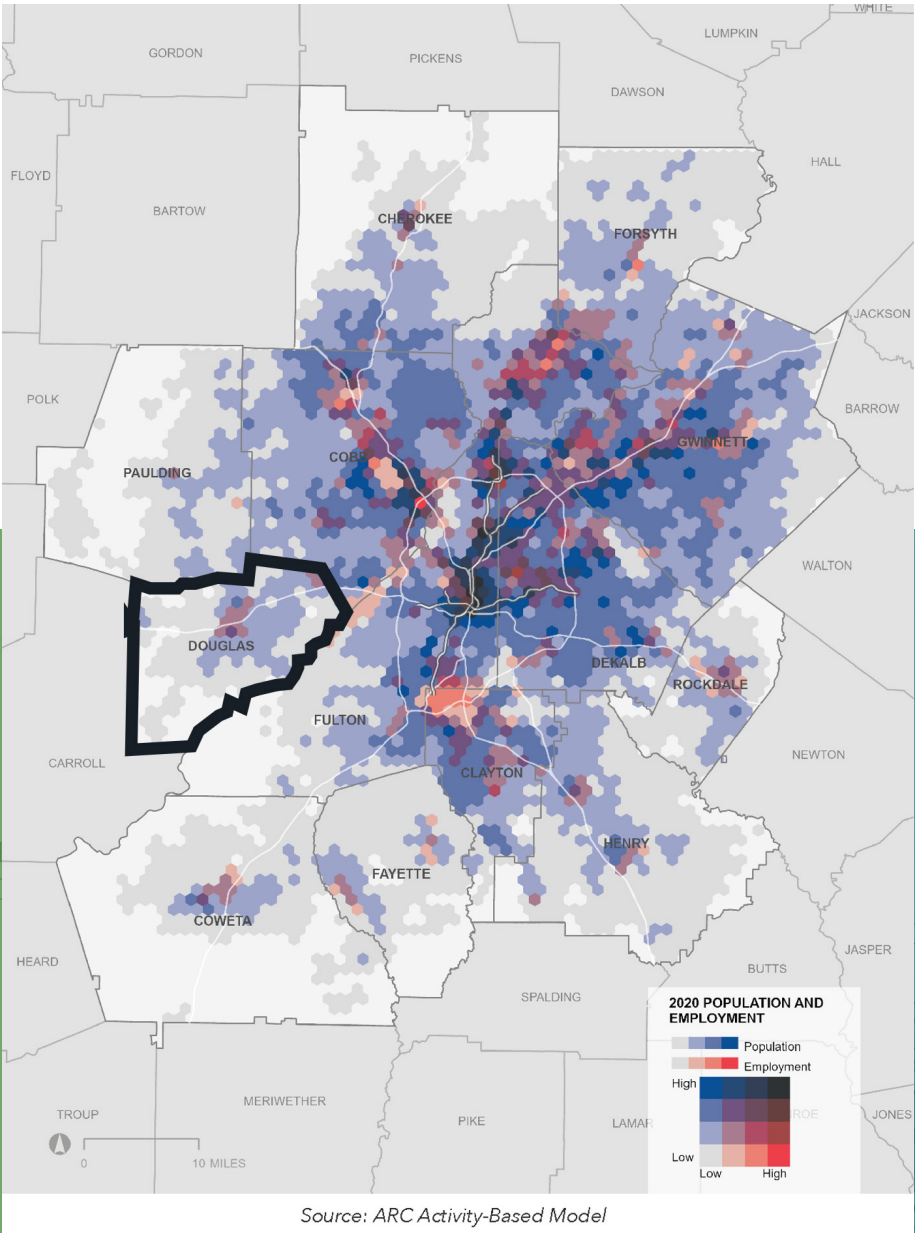 WHITE
LUMPKIN
GORDON
PICKENS
DAWSON
HALL
FLOYD
BARTOW
CHEROKEE
FORSYTH
JACKSON
POLK
BARROW
GWINNETT
COBB
PAULDING
WALTON
DOUGLAS
DEKALB
ROCKDALE
FULTON
NEWTON
CARROLL
CLAYTON
HENRY
FAYETTE
COWETA
JASPER
HEARD
BUTTS
SPALDING
2020 POPULATION AND
EMPLOYMENT
Population
Employment
High
Low
Low
High
MERIWETHER
TROUP
PIKE
LAMAR
ROE
JONES
0
10 MILES
Source: ARC Activity-Based Model